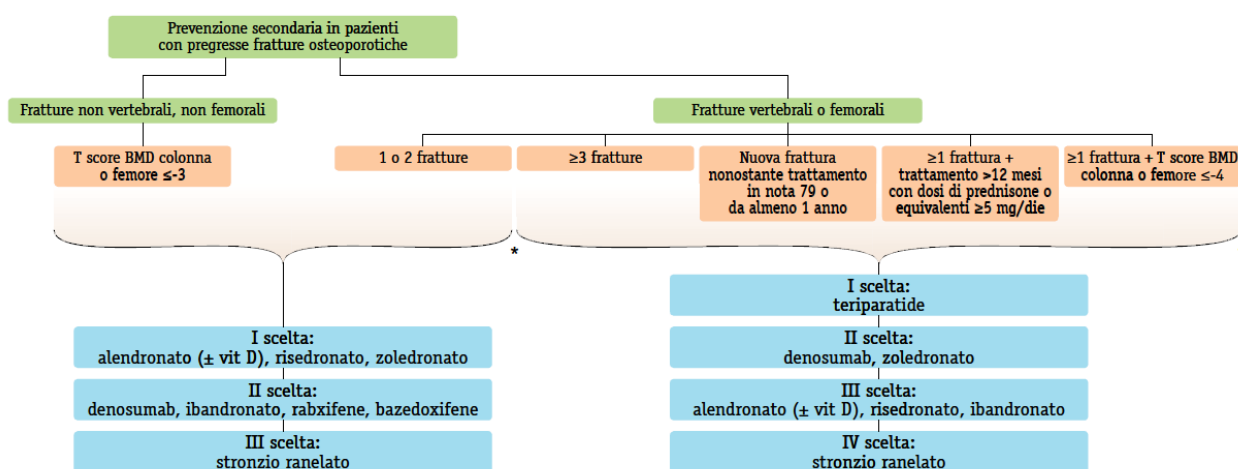 Prevenzione secondaria in pazienti
con pregresse fratture osteoporotiche
Fratture non vertebrali, non femorali
Fratture vertebrali o femorali
T score BMD colonna
o femore ≤-3
1 o 2 fratture
≥3 fratture
Nuova frattura
nonostante trattamento
in nota 79 o
da almeno 1 anno
≥1 frattura +
trattamento >12 mesi
con dosi di prednisone o
equivalenti ≥5 mg/die
≥1 frattura + T score BMD
colonna o femore ≤-4
*
I scelta:
alendronato (± vit D), risedronato, zoledronato
II scelta:
denosumab, ibandronato, rabxifene, bazedoxifene
III scelta:
stronzio ranelato
I scelta:
teriparatide
II scelta:
denosumab, zoledronato
III scelta:
alendronato (± vit D), risedronato, ibandronato
IV scelta:
stronzio ranelato